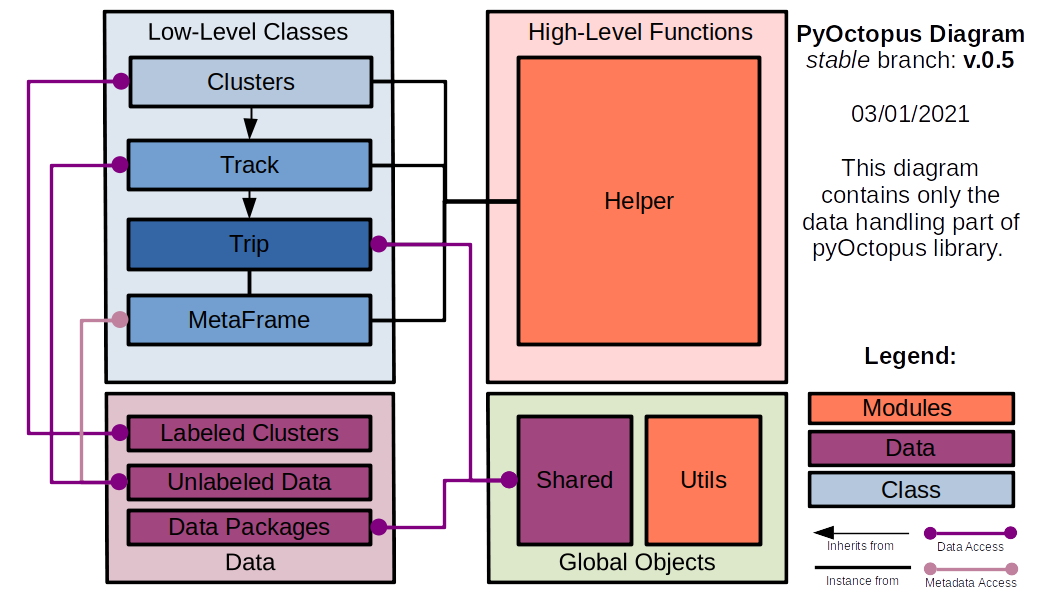 Low-Level Classes
Clusters
Track
Trip
MetaFrame
High-Level Functions
Helper
PyOctopus Diagram
stable branch: v.0.5
03/01/2021
This diagram
contains only the
data handling part of
pyOctopus library.
Labeled Clusters
Unlabeled Data
Data Packages
Data
Shared
Utils
Global Objects
Legend:
Modules
Data
Class
Inherits from
Data Access
Instance from
Metadata Access